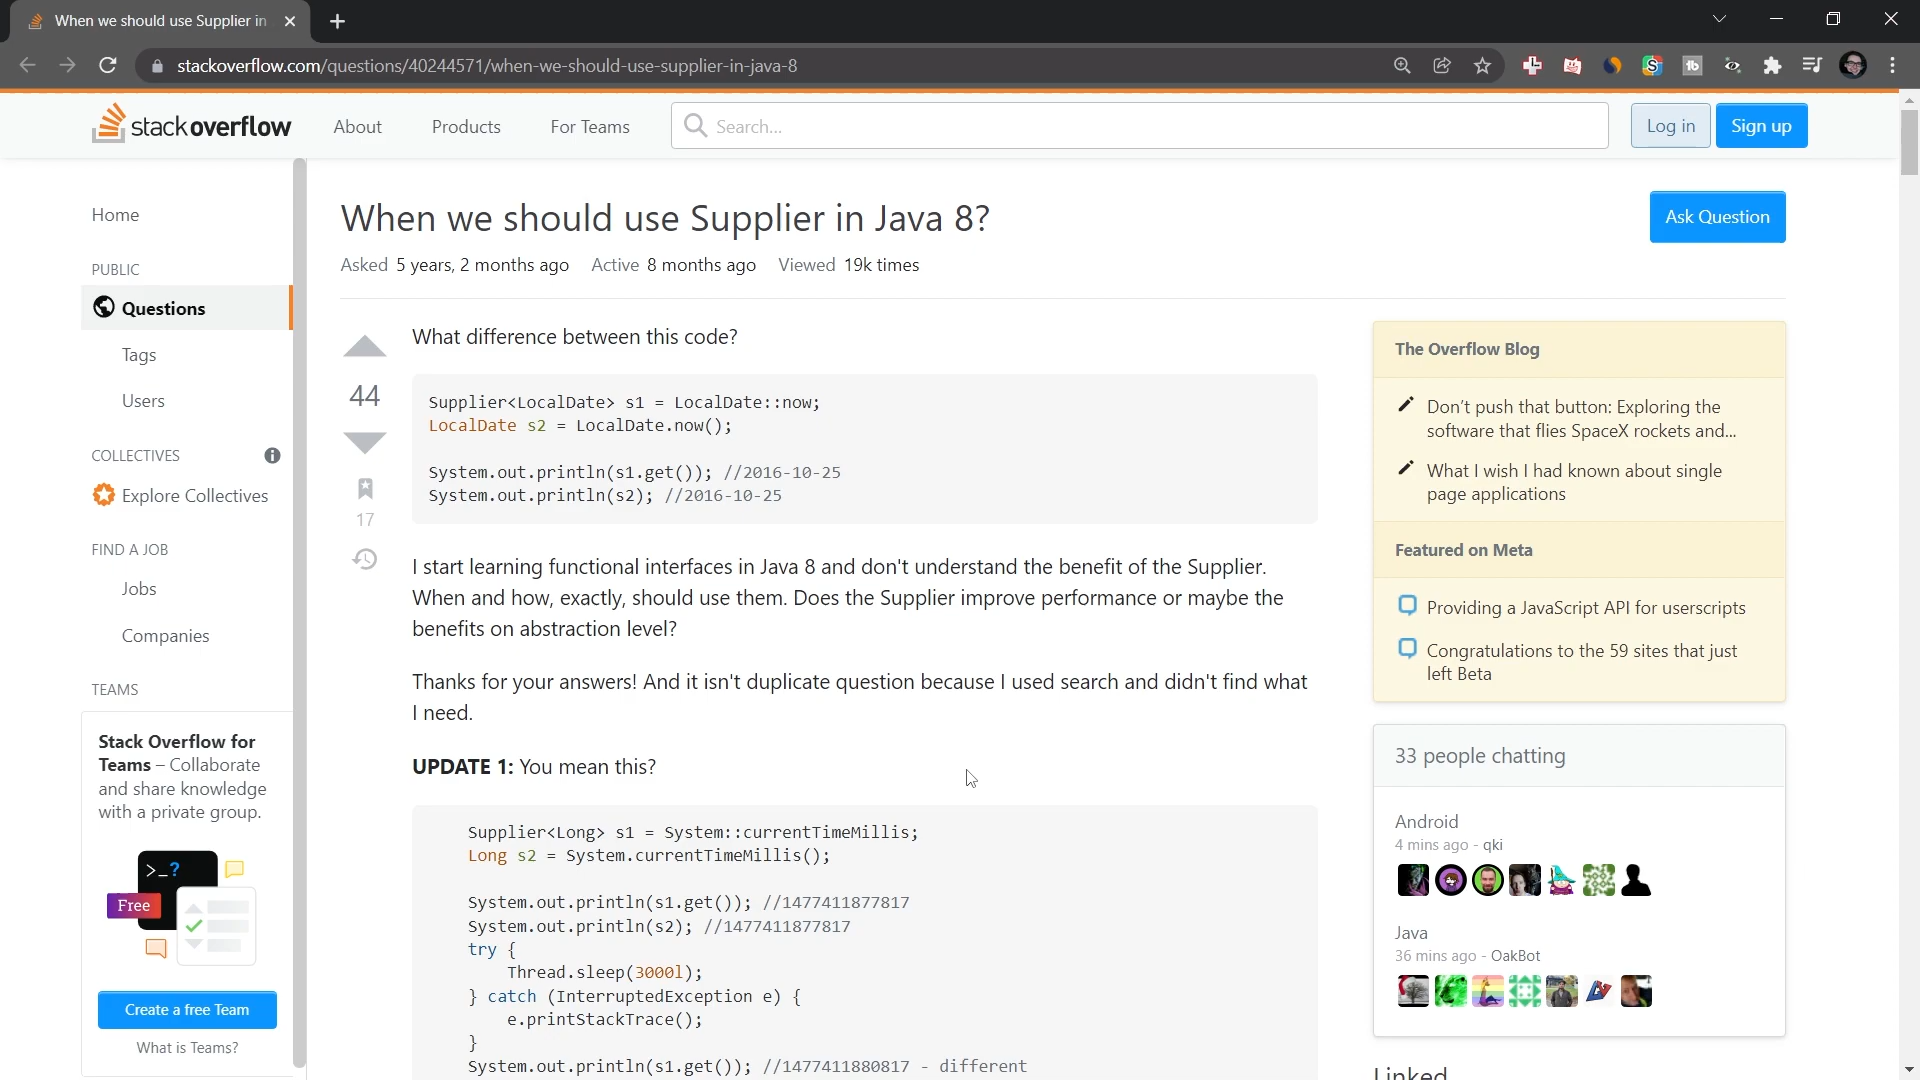 When we should use Supplier in
stackoverflow.com/questions/40244571/when-we-should-use-supplier-in-java-8
stackoverflow
About
Products
For Teams
Search...
Log in
Sign up
Home
PUBLIC
Questions
Tags
Users
COLLECTIVES
Explore Collectives
FIND A JOB
Jobs
Companies
TEAMS
Stack Overflow for
Teams – Collaborate
and share knowledge
with a private group.
>_?
Free
Create a free Team
What is Teams?
When we should use Supplier in Java 8?
Ask Question
Asked 5 years, 2 months ago Active 8 months ago Viewed 19k times
44
17
What difference between this code?
Supplier<LocalDate> s1 = LocalDate::now;
LocalDate s2 = LocalDate.now();
System.out.println(s1.get()); //2016-10-25
System.out.println(s2); //2016-10-25
I start learning functional interfaces in Java 8 and don't understand the benefit of the Supplier.
When and how, exactly, should use them. Does the Supplier improve performance or maybe the
benefits on abstraction level?
Thanks for your answers! And it isn't duplicate question because I used search and didn't find what
I need.
UPDATE 1: You mean this?
Supplier<Long> s1 = System::currentTimeMillis;
Long s2 = System.currentTimeMillis();
System.out.println(s1.get()); //1477411877817
System.out.println(s2); //1477411877817
try {
Thread.sleep(3000l);
} catch (InterruptedException e) {
e.printStackTrace();
}
System.out.println(s1.get()); //1477411880817 - different
The Overflow Blog
Don't push that button: Exploring the
software that flies SpaceX rockets and...
What I wish I had known about single
page applications
Featured on Meta
Providing a JavaScript API for userscripts
Congratulations to the 59 sites that just
left Beta
33 people chatting
Android
4 mins ago - qki
Java
36 mins ago - OakBot
Linked